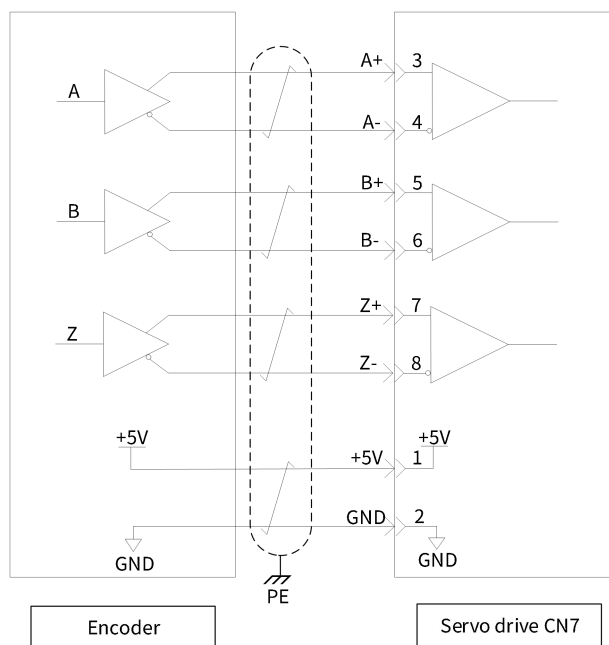 A+ 3
A
A- 4
B+ 5
B
B- 6
Z+ 7
Z
Z- 8
+5V +5V
+5V 1
GND 2
GND GND
PE
Encoder
Servo drive CN7